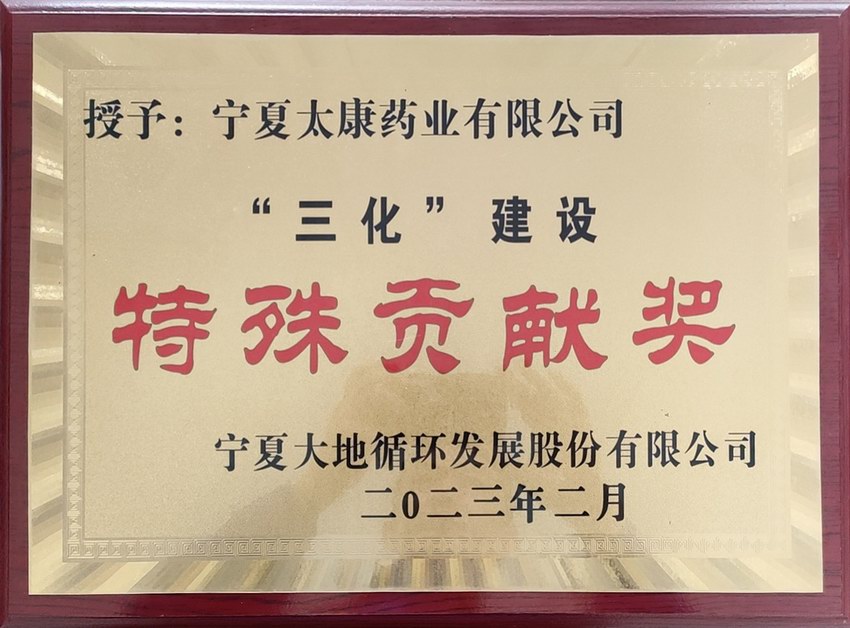 授予：宁夏太康药业有限公司
“三化”建设
特殊贡献奖
宁夏大地循环发展股份有限公司
二0二三年二月